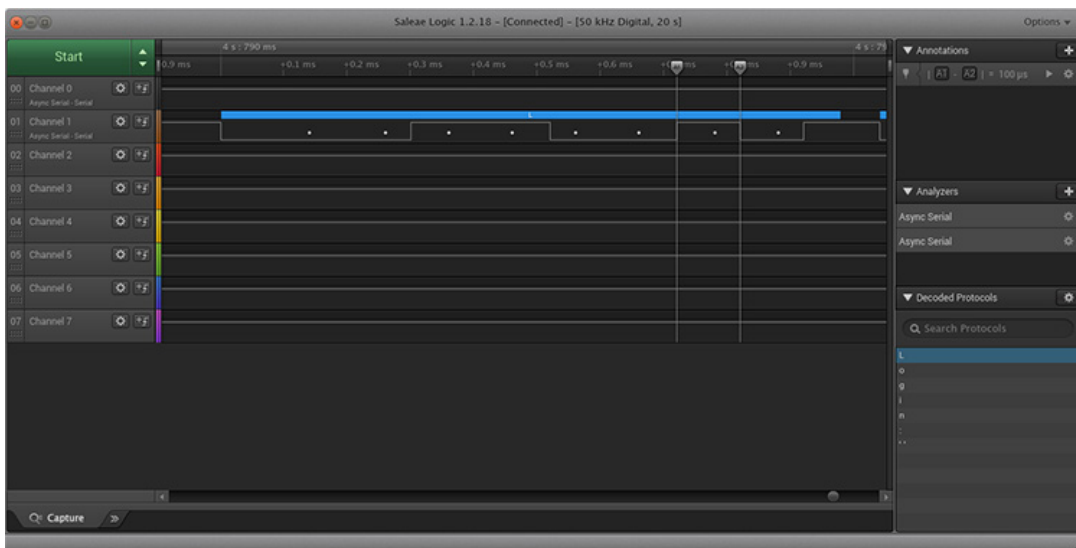 Saleae Logic 1.2.18 – [Connected] – [50 kHz Digital, 20 s]
Options
Start
4 s : 790 ms
4 s : 79
0.9 ms
+0.1 ms
+0.2 ms
+0.3 ms
+0.4 ms
+0.5 ms
+0.6 ms
ms
ms
+0.9 ms
00 Channel 0
Async Serial - Serial
01 Channel 1
Async Serial - Serial
L
02 Channel 2
03 Channel 3
04 Channel 4
05 Channel 5
06 Channel 6
07 Channel 7
Capture
Annotations
| A1 - A2 | = 100 µs
Analyzers
Async Serial
Async Serial
Decoded Protocols
Search Protocols
L
o
g
i
n
:
' '